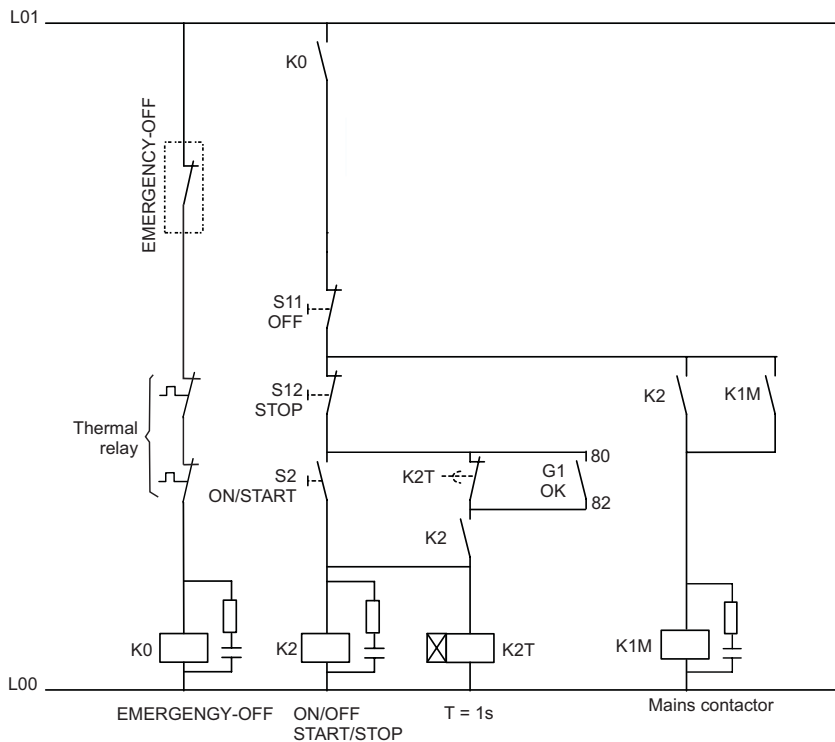 L01
K0
EMERGENCY-OFF
S11
OFF
S12
STOP
K2
K1M
Thermal
relay
S2
ON/START
K2T
G1
OK
80
82
K2
K0
K2
K2T
K1M
L00
EMERGENGY-OFF
ON/OFF
START/STOP
T = 1s
Mains contactor